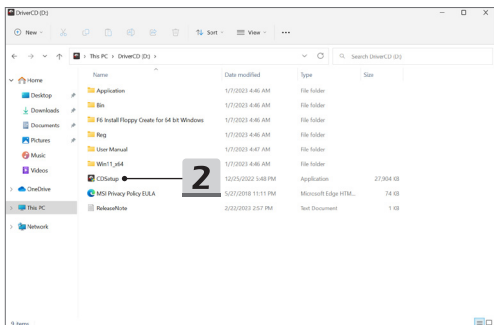 DriverCD (D:)
New Sort View ...
This PC > DriverCD (D:) > Search DriverCD (D:)
Name Date modified Type Size
Home
Desktop
Downloads
Documents
Pictures
Music
Videos
OneDrive
This PC
Network
Application 1/7/2023 4:46 AM File folder
Bin 1/7/2023 4:46 AM File folder
F6 Install Floppy Create for 64 bit Windows 1/7/2023 4:46 AM File folder
Reg 1/7/2023 4:46 AM File folder
User Manual 1/7/2023 4:47 AM File folder
Win11_x64 1/7/2023 4:46 AM File folder
CDSetup 12/25/2022 5:48 PM Application 27,904 KB
2
MSI Privacy Policy EULA 5/27/2018 11:11 PM Microsoft Edge HTM... 74 KB
ReleaseNote 2/22/2023 2:57 PM Text Document 1 KB
9 items